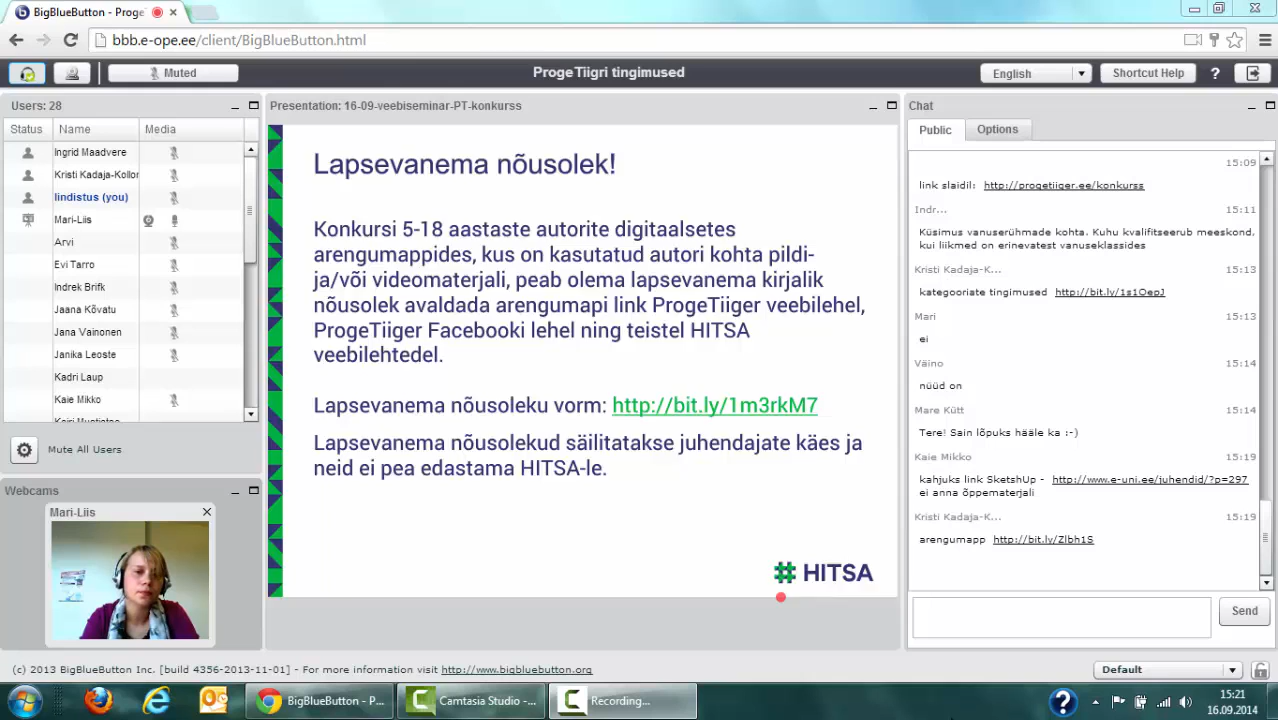 BigBlueButton - Proge
bbb.e-ope.ee/client/BigBlueButton.html
Muted
ProgeTiigri tingimused
English
Shortcut Help
?
Users: 28
Status Name Media
Ingrid Maadvere
Kristi Kadaja-Kollor
lindistus (you)
Mari-Liis
Arvi
Evi Tarro
Indrek Brifk
Jaana Kõvatu
Jana Vainonen
Janika Leoste
Kadri Laup
Kaie Mikko
Mute All Users
Webcams
Mari-Liis
Presentation: 16-09-veebiseminar-PT-konkurss
Lapsevanema nõusolek!
Konkursi 5-18 aastaste autorite digitaalsetes
arengumappides, kus on kasutatud autori kohta pildi-
ja/või videomaterjali, peab olema lapsevanema kirjalik
nõusolek avaldada arengumapi link ProgeTiiger veebilehel,
ProgeTiiger Facebooki lehel ning teistel HITSA
veebilehtedel.
Lapsevanema nõusoleku vorm: http://bit.ly/1m3rkM7
Lapsevanema nõusolekud säilitatakse juhendajate käes ja
neid ei pea edastama HITSA-le.
HITSA
Chat
Public Options
15:09
link slaidil: http://progetiiger.ee/konkurss
Indr... 15:11
Küsimus vanuserühmade kohta. Kuhu kvalifitseerub meeskond,
kui liikmed on erinevatest vanuseklassides
Kristi Kadaja-K... 15:13
kategooriate tingimused http://bit.ly/1s1OepJ
Mari 15:13
ei
Väino 15:14
nüüd on
Mare Kütt 15:14
Tere! Sain lõpuks hääle ka :-)
Kaie Mikko 15:19
kahjuks link SketshUp - http://www.e-uni.ee/juhendid/?p=297
ei anna õppematerjali
Kristi Kadaja-K... 15:19
arengumapp http://bit.ly/Zlbh1S
Send
(c) 2013 BigBlueButton Inc. [build 4356-2013-11-01] - For more information visit http://www.bigbluebutton.org
Default
BigBlueButton - P...
Camtasia Studio -...
Recording...
15:21
16.09.2014